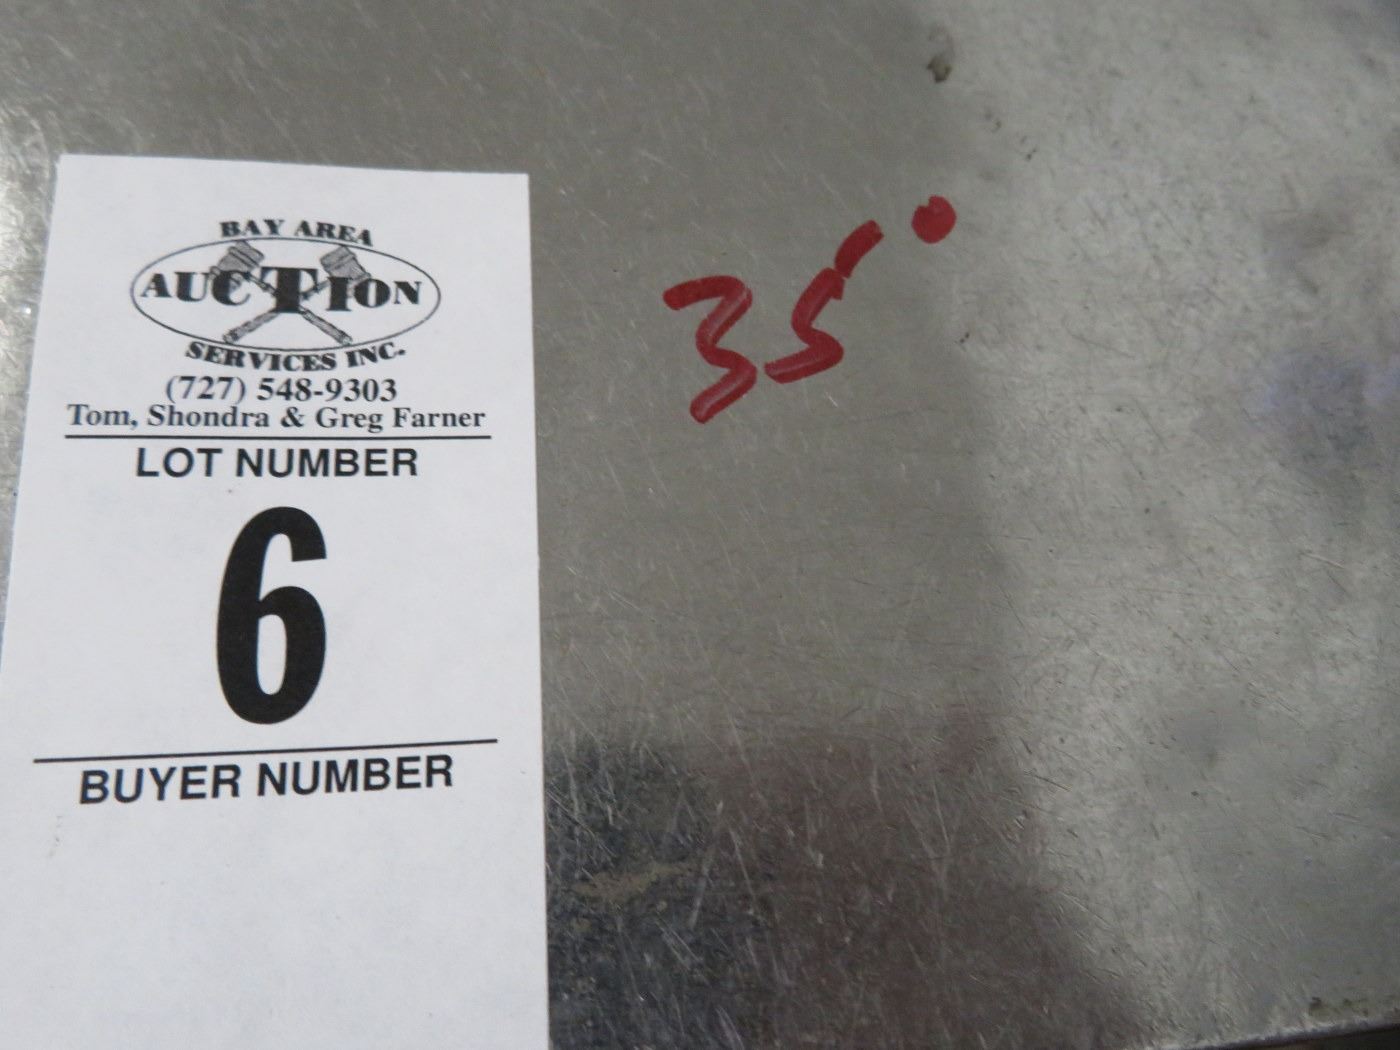 BAY AREA
AUCTION
SERVICES INC.
(727) 548-9303
Tom, Shondra & Greg Farner
LOT NUMBER
6
BUYER NUMBER
35°